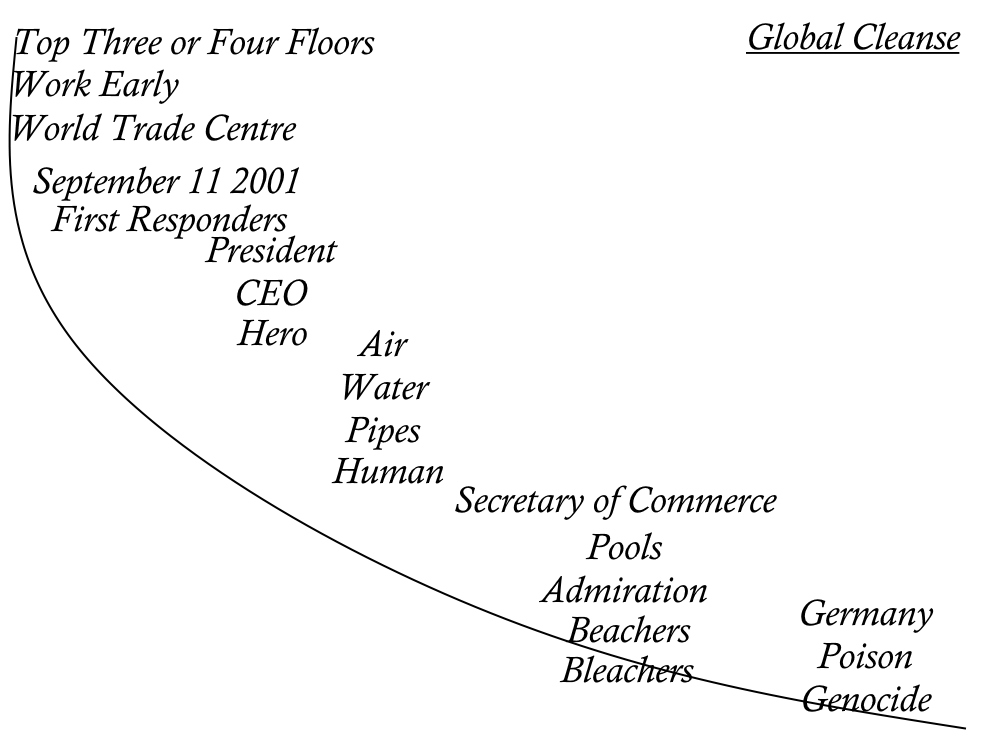 Top Three or Four Floors
Global Cleanse
Work Early
World Trade Centre
September 11 2001
First Responders
President
CEO
Hero
Air
Water
Pipes
Human
Secretary of Commerce
Pools
Admiration
Beachers
Bleachers
Germany
Poison
Genocide